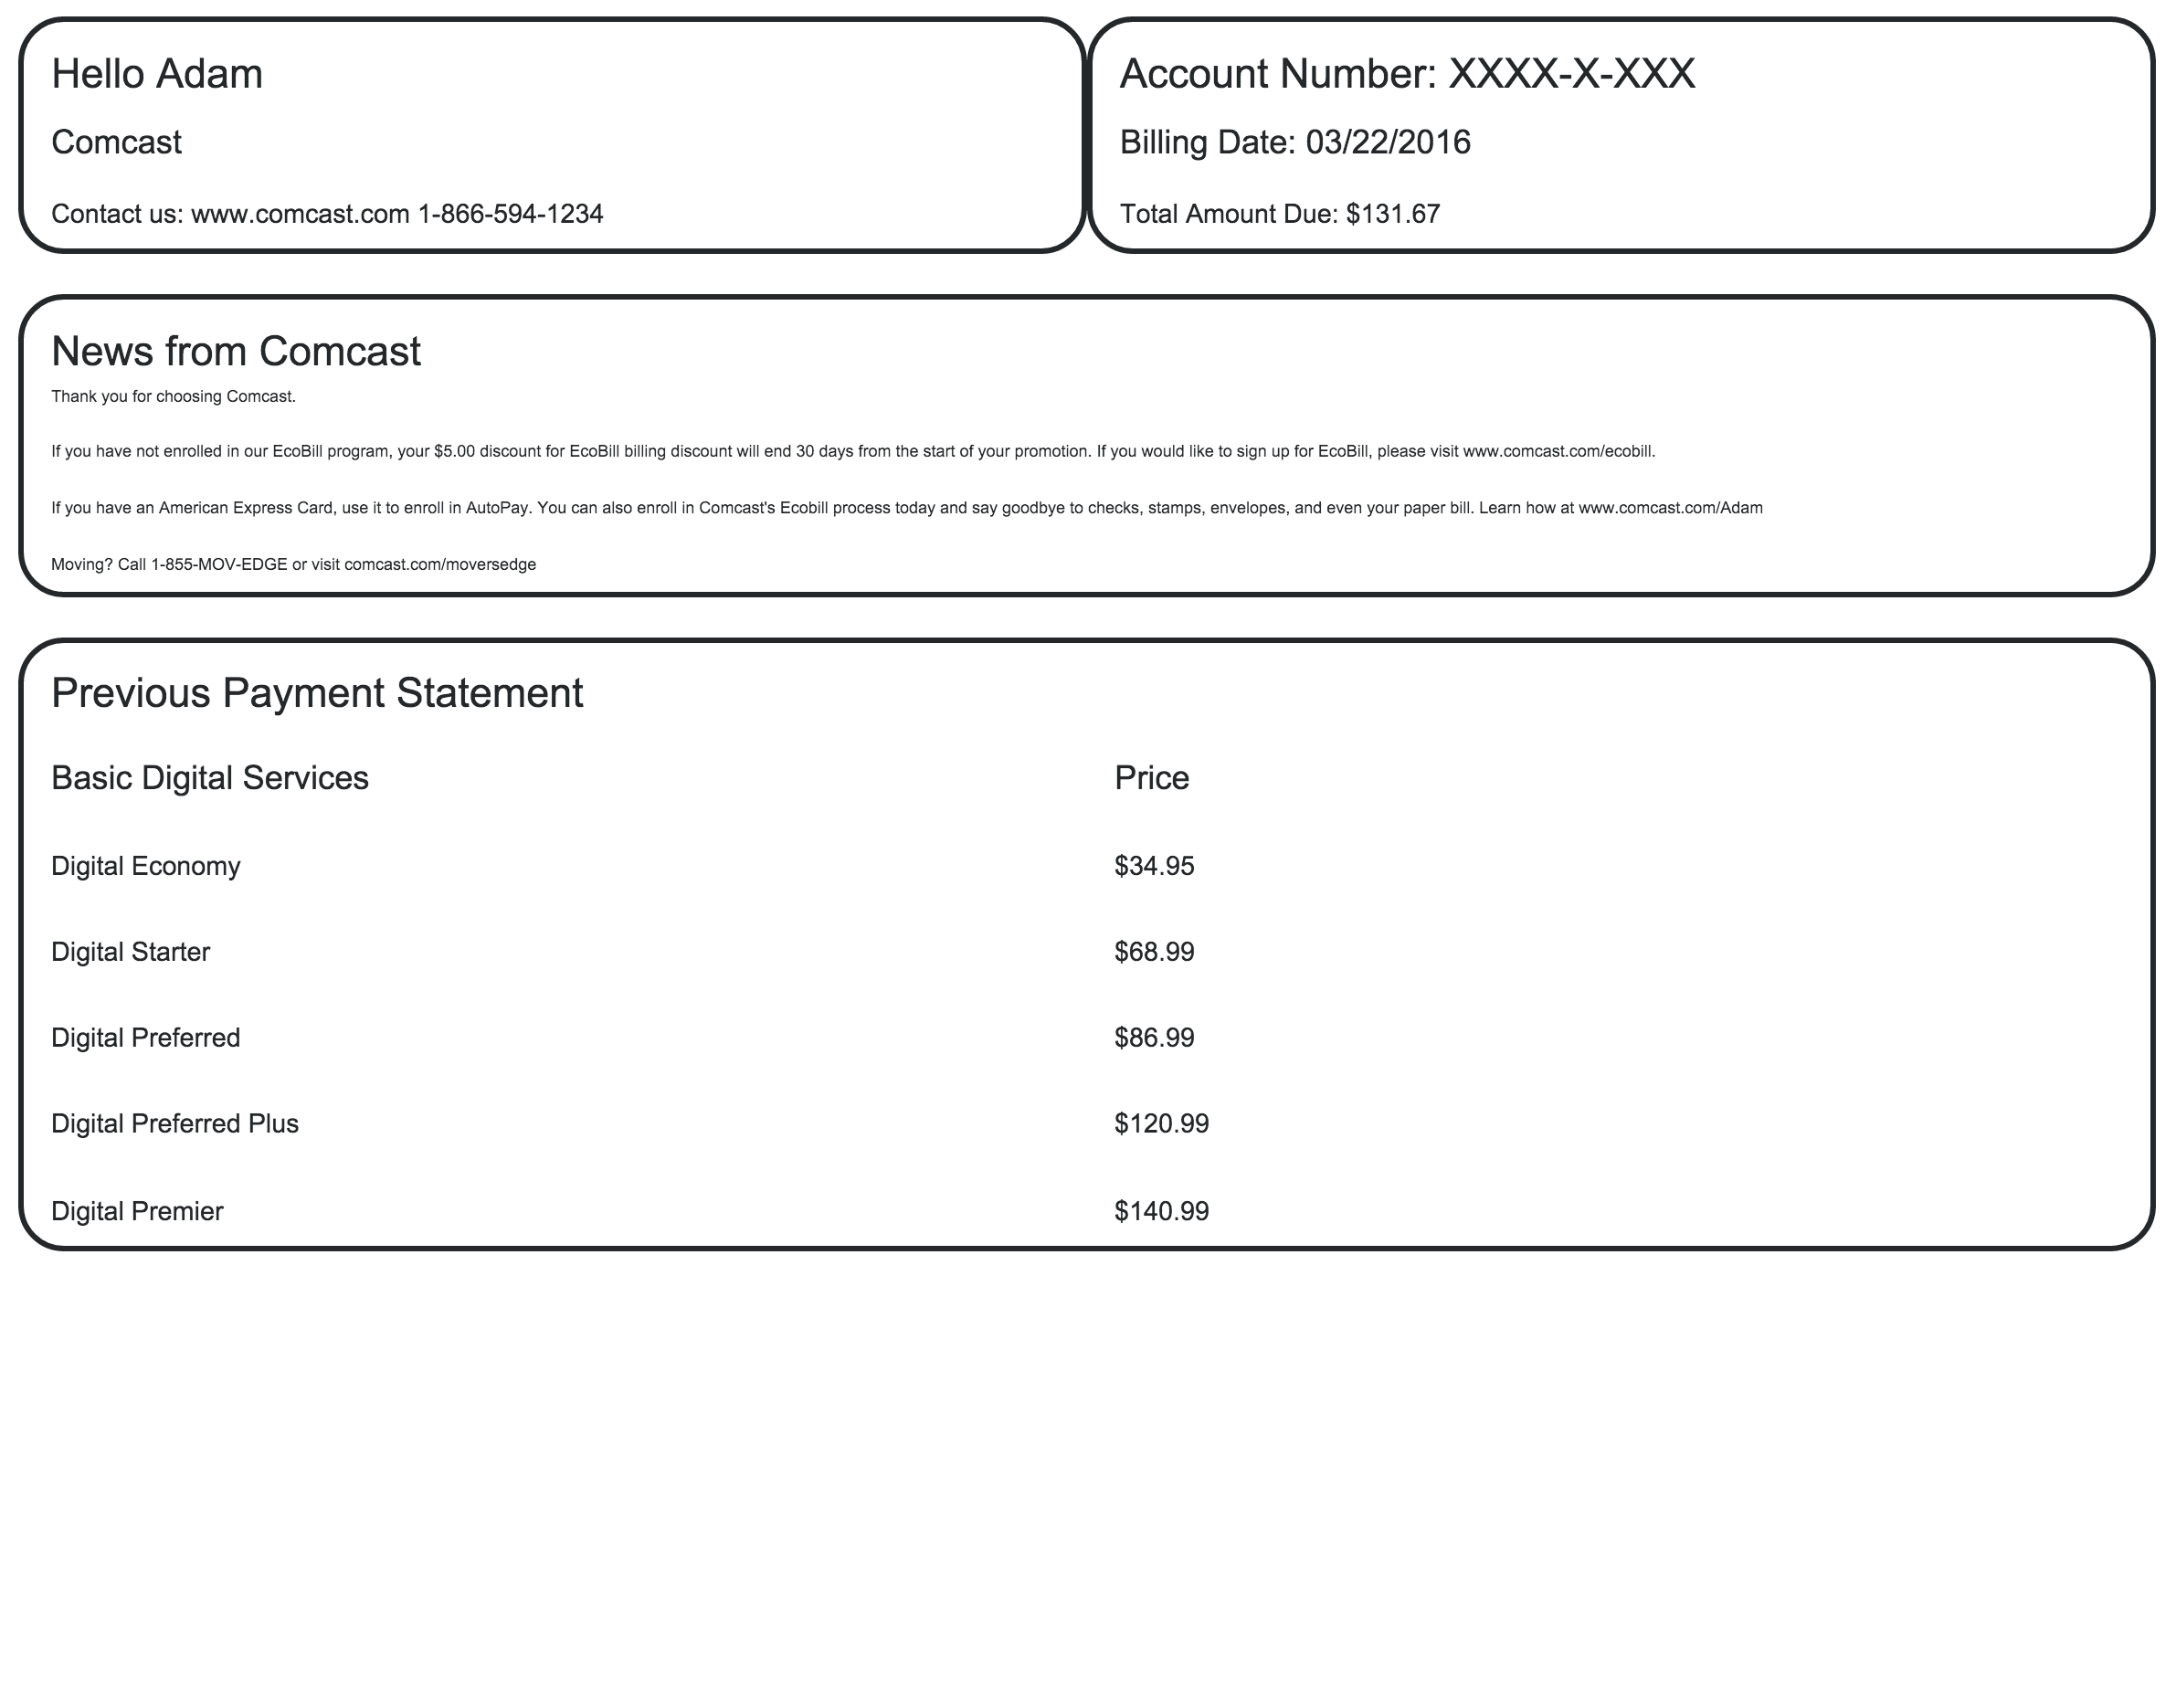 Hello Adam
Comcast
Contact us: www.comcast.com 1-866-594-1234
Account Number: XXXX-X-XXX
Billing Date: 03/22/2016
Total Amount Due: $131.67
News from Comcast
Thank you for choosing Comcast.
If you have not enrolled in our EcoBill program, your $5.00 discount for EcoBill billing discount will end 30 days from the start of your promotion. If you would like to sign up for EcoBill, please visit www.comcast.com/ecobill.
If you have an American Express Card, use it to enroll in AutoPay. You can also enroll in Comcast's Ecobill process today and say goodbye to checks, stamps, envelopes, and even your paper bill. Learn how at www.comcast.com/Adam
Moving? Call 1-855-MOV-EDGE or visit comcast.com/moversedge
Previous Payment Statement
Basic Digital Services Price
Digital Economy $34.95
Digital Starter $68.99
Digital Preferred $86.99
Digital Preferred Plus $120.99
Digital Premier $140.99